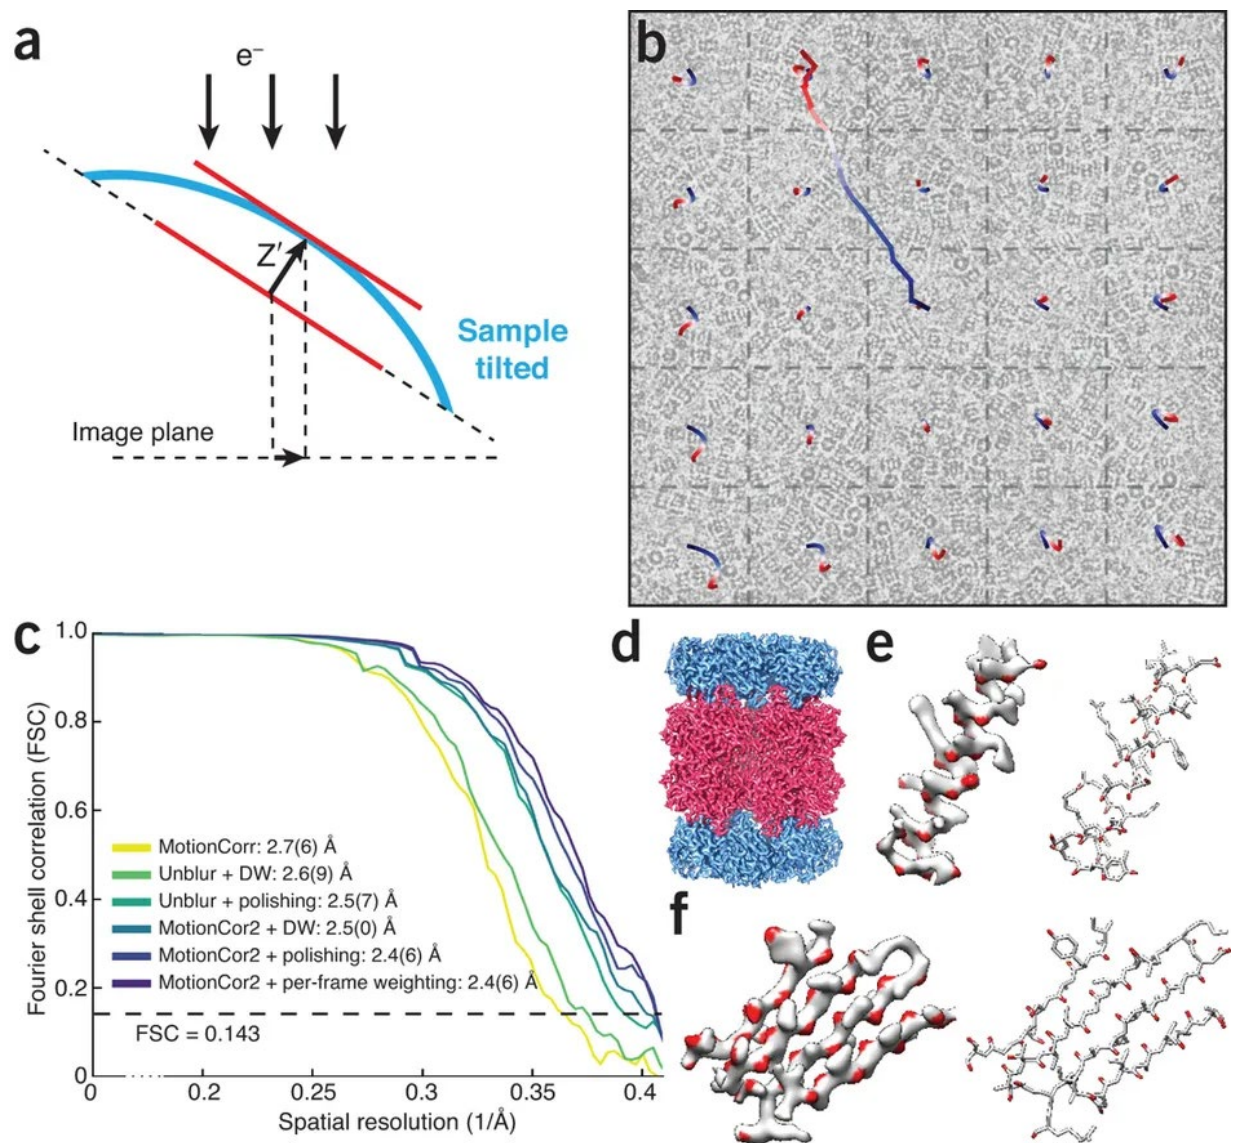 a
e⁻
Z′
Sample
tilted
Image plane
b
c
1.0
0.8
0.6
0.4
0.2
0
Fourier shell correlation (FSC)
MotionCorr: 2.7(6) Å
Unblur + DW: 2.6(9) Å
Unblur + polishing: 2.5(7) Å
MotionCor2 + DW: 2.5(0) Å
MotionCor2 + polishing: 2.4(6) Å
MotionCor2 + per-frame weighting: 2.4(6) Å
FSC = 0.143
0 0.2 0.25 0.3 0.35 0.4
Spatial resolution (1/Å)
d
e
f